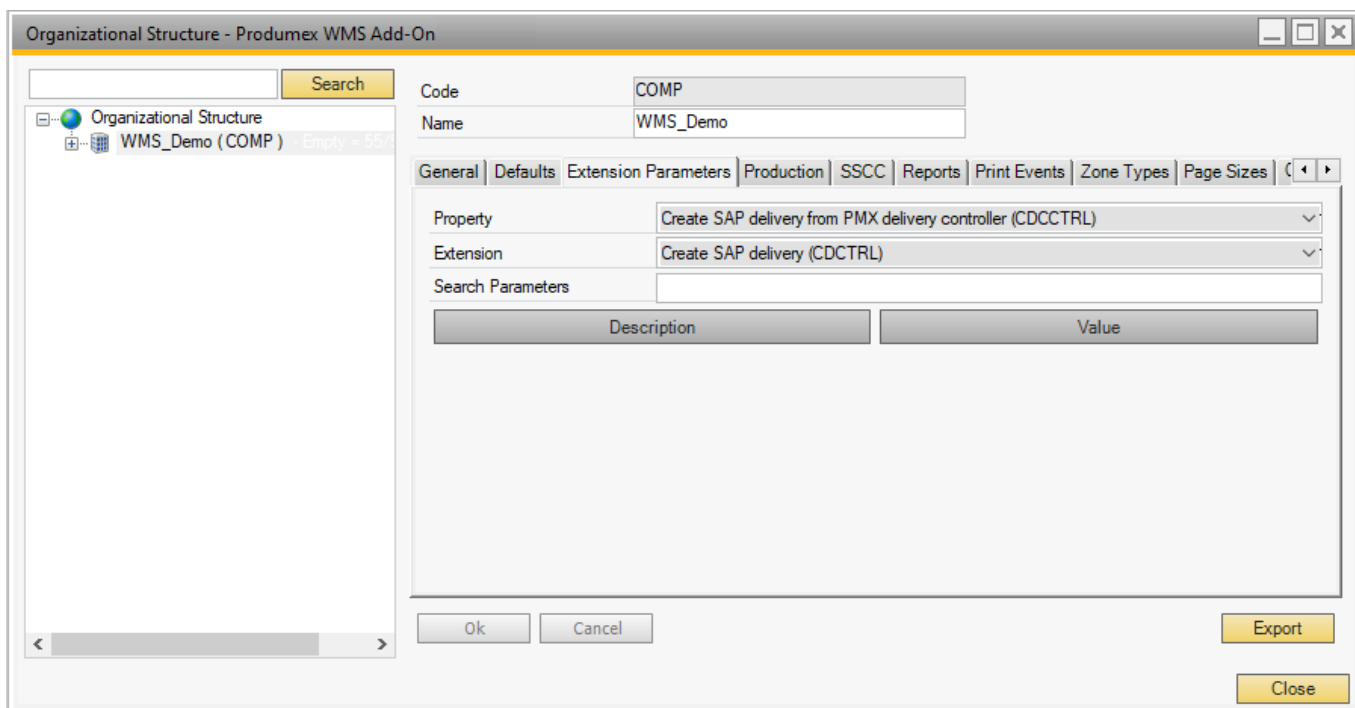 Organizational Structure - Produmex WMS Add-On
Search
Organizational Structure
WMS_Demo ( COMP ) - Empty = 55/
Code COMP
Name WMS_Demo
General Defaults Extension Parameters Production SSCC Reports Print Events Zone Types Page Sizes
Property Create SAP delivery from PMX delivery controller (CDCCTRL)
Extension Create SAP delivery (CDCTRL)
Search Parameters
Description Value
Ok Cancel Export
Close